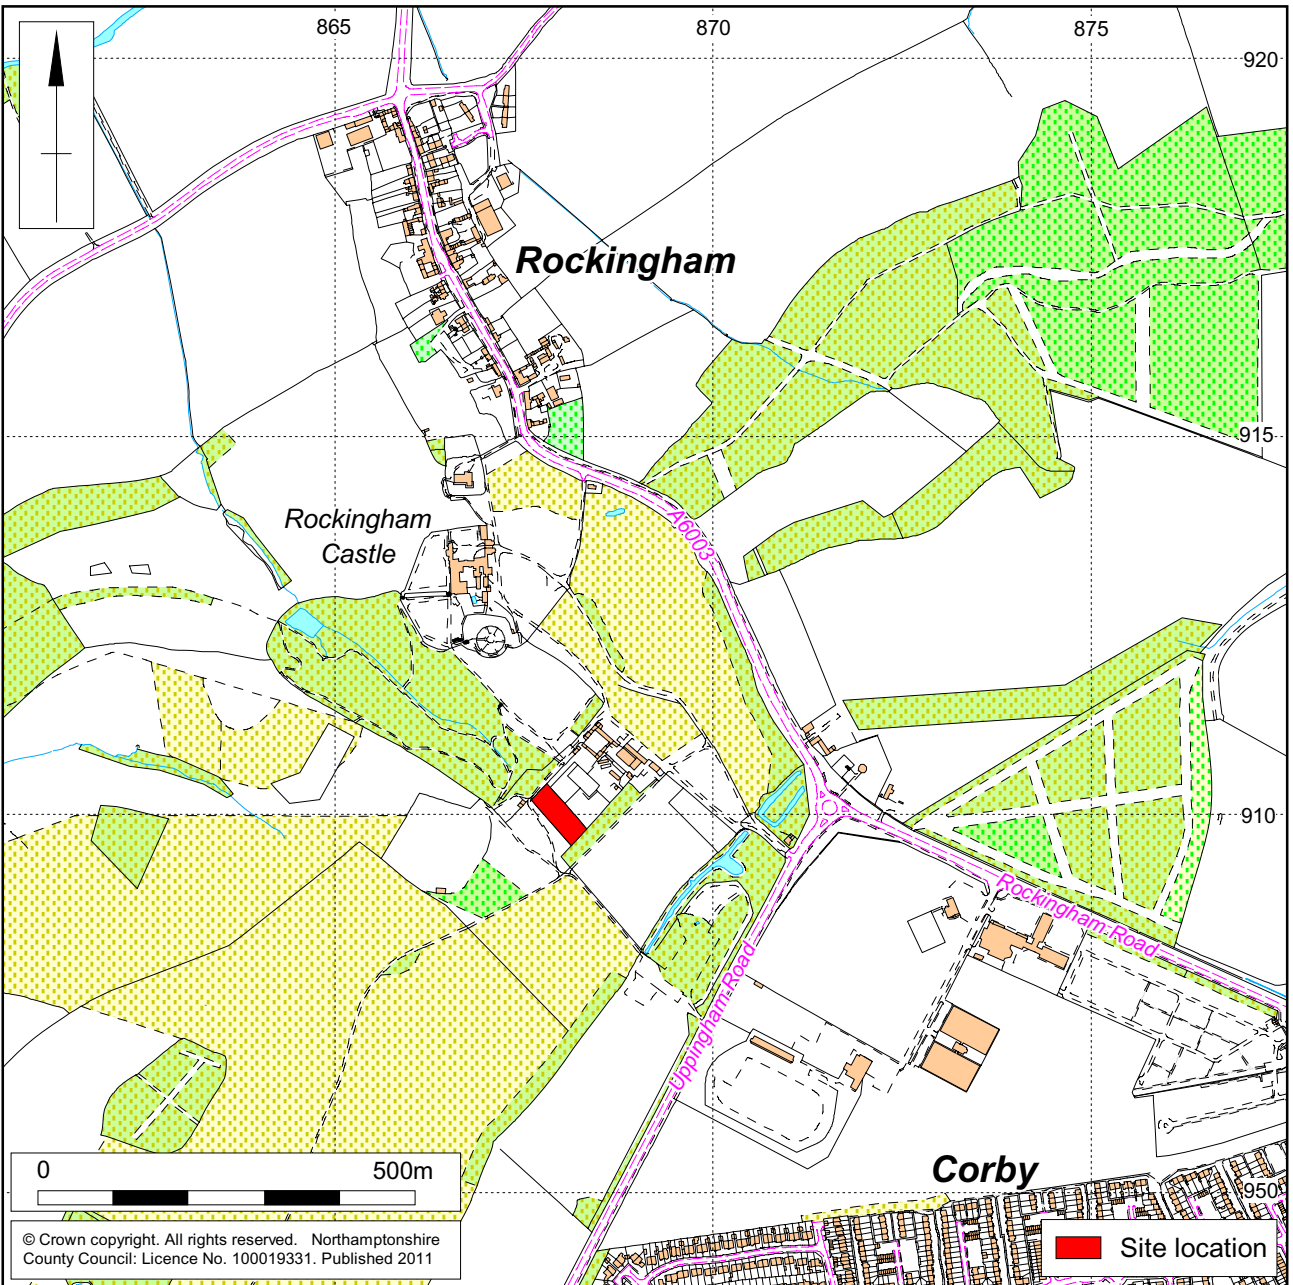 865
870
875
920
Rockingham
915
Rockingham
Castle
A6003
910
Rockingham Road
Uppingham Road
Corby
950
0 500m
© Crown copyright. All rights reserved. Northamptonshire
County Council: Licence No. 100019331. Published 2011
Site location